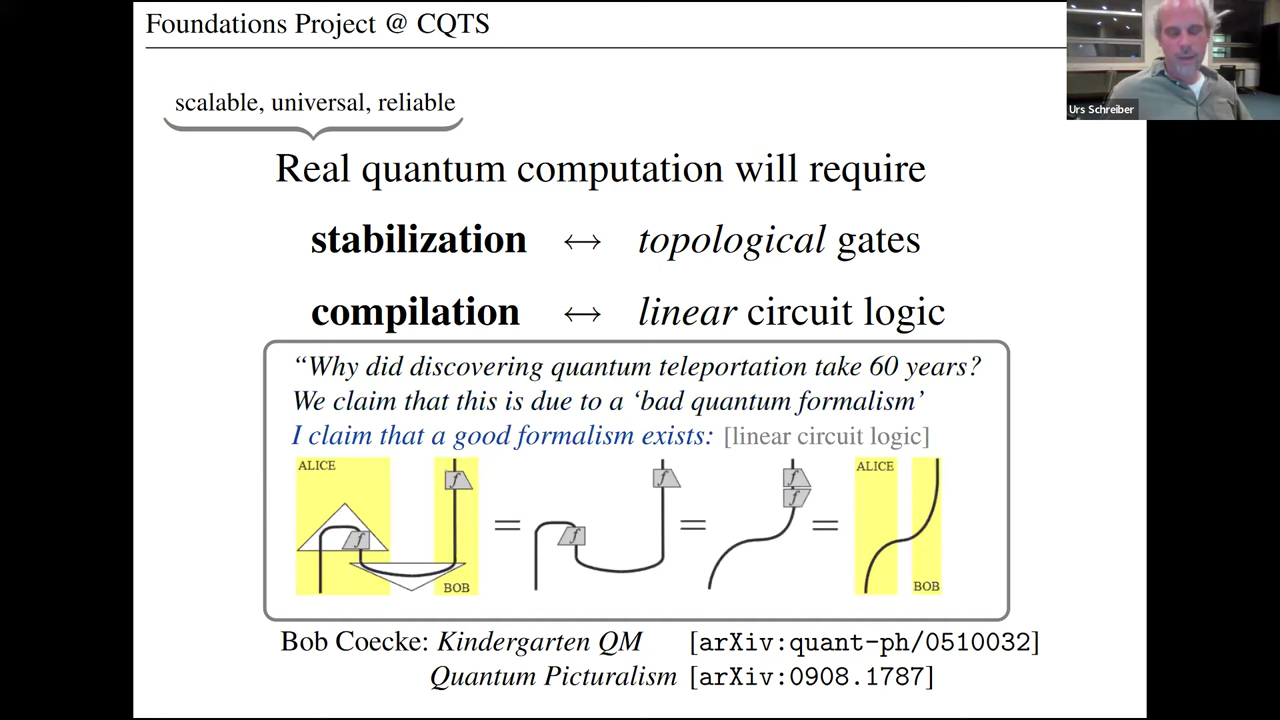 Foundations Project @ CQTS
Urs Schreiber
scalable, universal, reliable
Real quantum computation will require
stabilization ↔ topological gates
compilation ↔ linear circuit logic
“Why did discovering quantum teleportation take 60 years?
We claim that this is due to a ‘bad quantum formalism’
I claim that a good formalism exists: [linear circuit logic]
ALICE f f BOB = f f = f f = ALICE BOB
Bob Coecke: Kindergarten QM [arXiv:quant-ph/0510032]
Quantum Picturalism [arXiv:0908.1787]